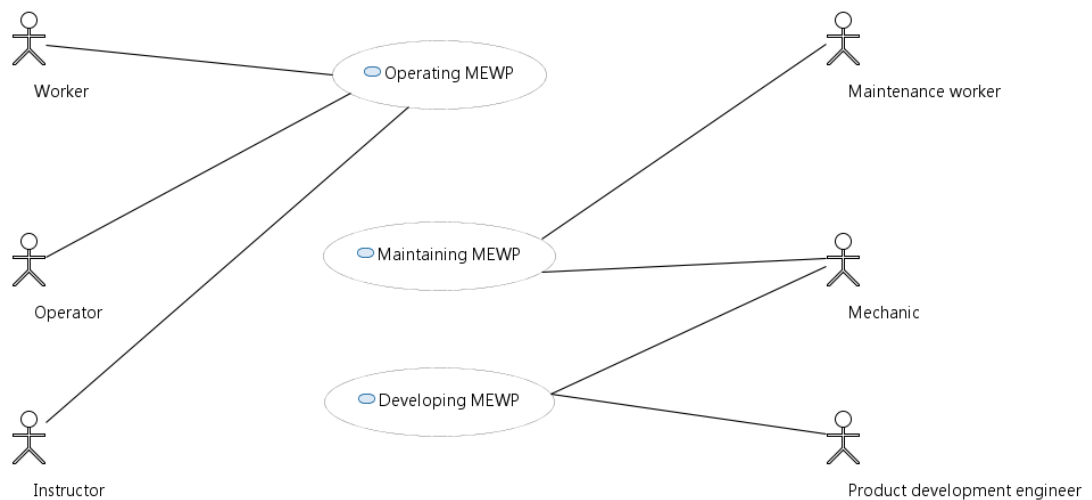 Operating MEWP
Worker
Maintenance worker
Maintaining MEWP
Operator
Mechanic
Developing MEWP
Instructor
Product development engineer